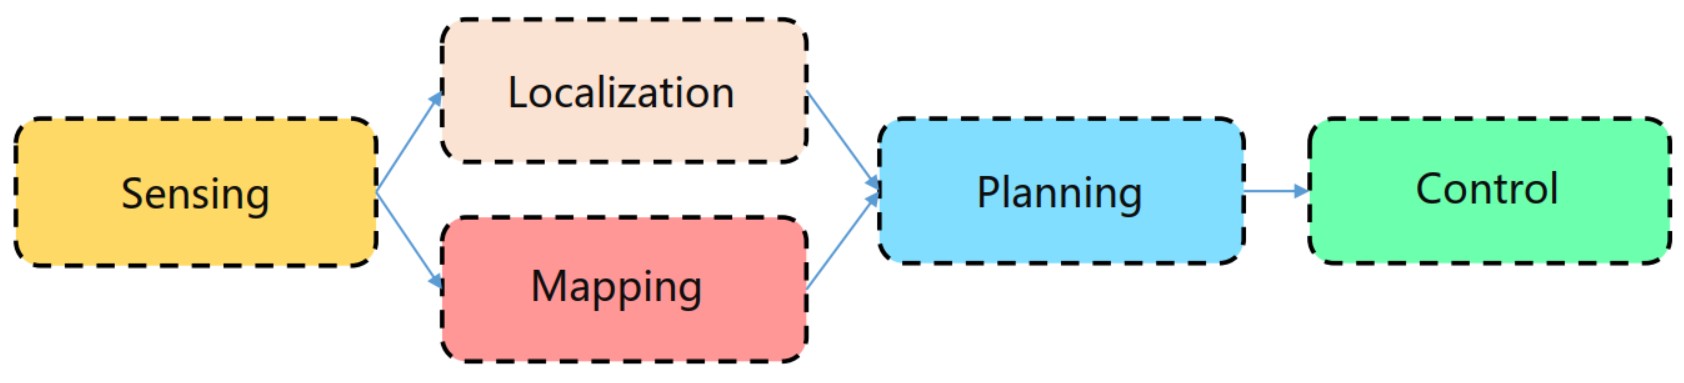 Sensing
Localization
Mapping
Planning
Control